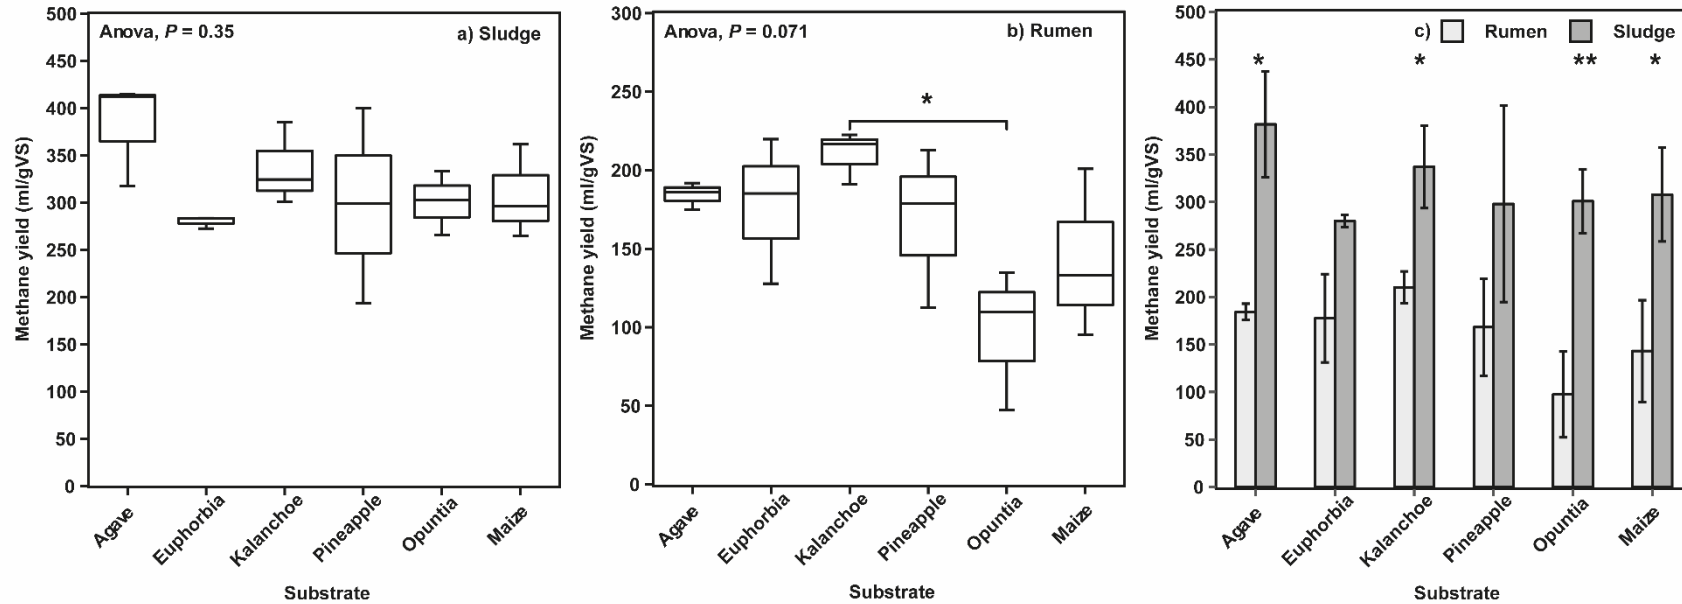 Anova, P = 0.35
a) Sludge
Methane yield (ml/gVS)
500
450
400
350
300
250
200
150
100
50
0
Agave
Euphorbia
Kalanchoe
Pineapple
Opuntia
Maize
Substrate
Anova, P = 0.071
b) Rumen
*
Methane yield (ml/gVS)
300
250
200
150
100
50
0
Agave
Euphorbia
Kalanchoe
Pineapple
Opuntia
Maize
Substrate
c) Rumen Sludge
* * ** *
Methane yield (ml/gVS)
500
450
400
350
300
250
200
150
100
50
0
Agave
Euphorbia
Kalanchoe
Pineapple
Opuntia
Maize
Substrate